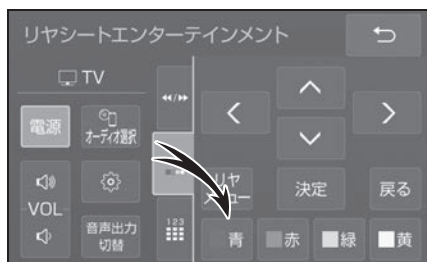 リヤシートエンターテインメント
TV
電源
オーディオ選択
VOL
音声出力
切替
123
リヤ
メニュー
決定
戻る
青
赤
緑
黄